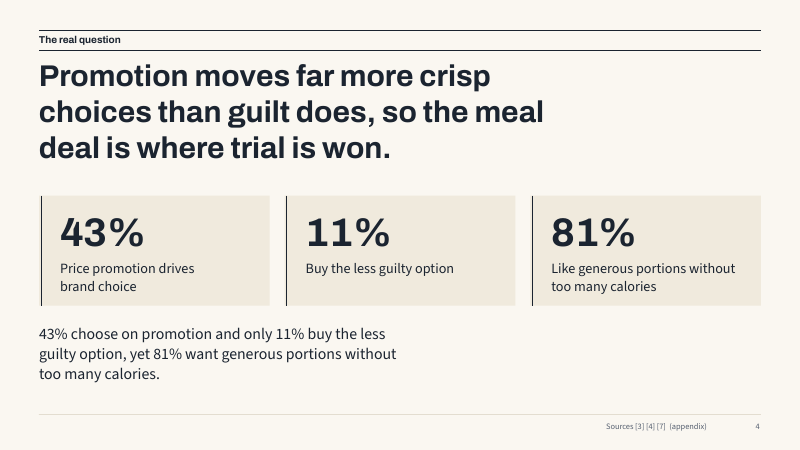 The real question
Promotion moves far more crisp
choices than guilt does, so the meal
deal is where trial is won.
43%
Price promotion drives
brand choice
11%
Buy the less guilty option
81%
Like generous portions without
too many calories
43% choose on promotion and only 11% buy the less
guilty option, yet 81% want generous portions without
too many calories.
Sources [3] [4] [7] (appendix)
4